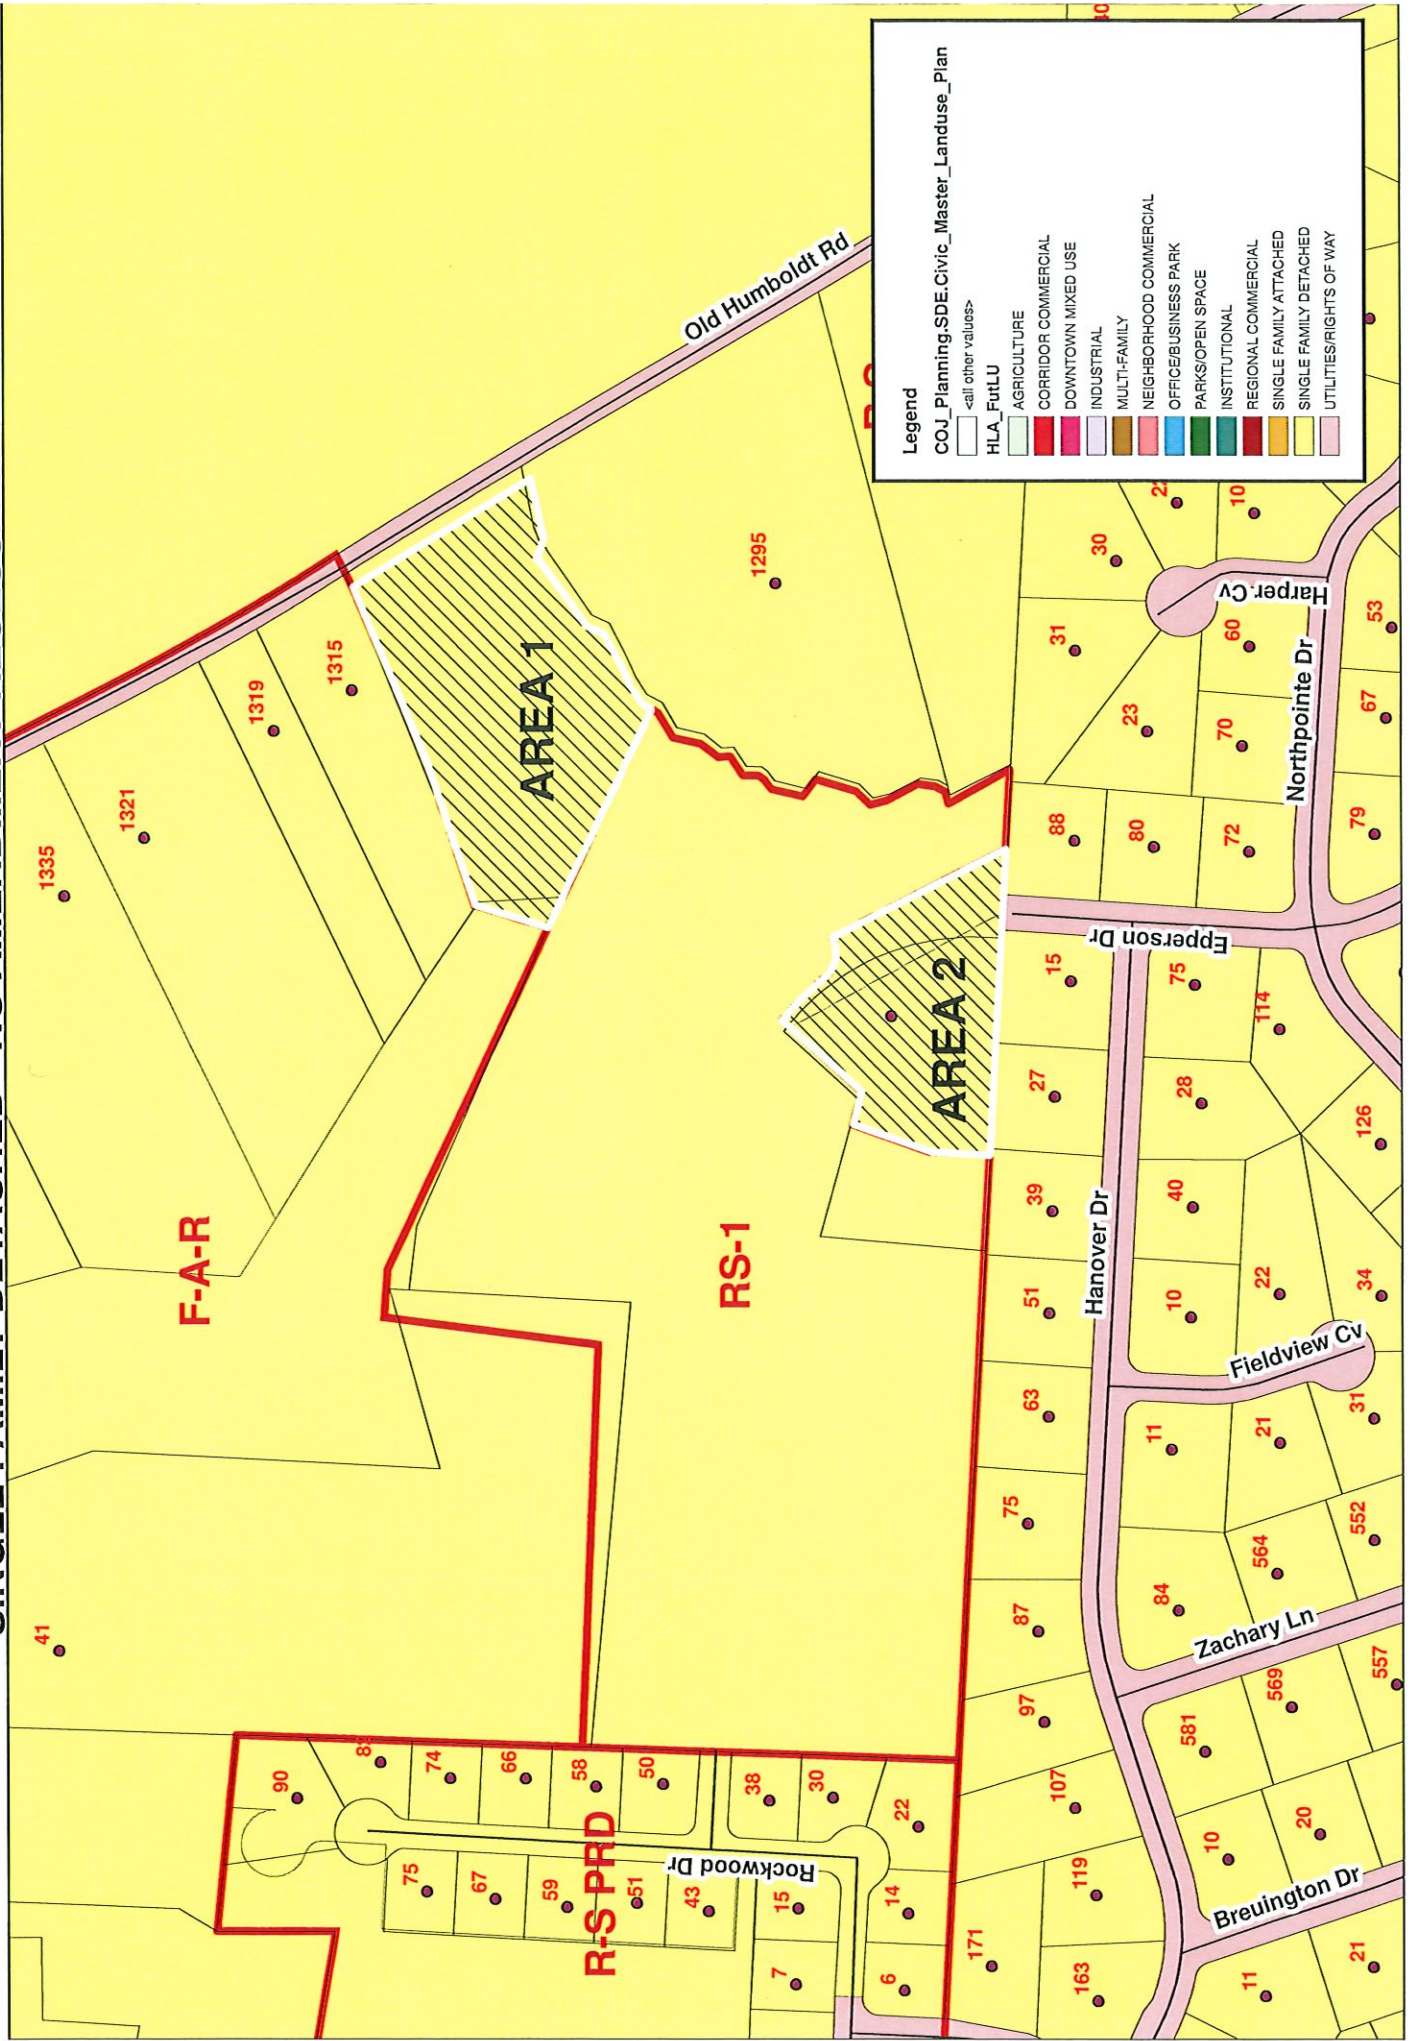 41
1335
1321
1319
1315
F-A-R
AREA 1
Old Humboldt Rd
1295
RS-1
AREA 2
R-S PRD
90
74
66
58
50
38
30
22
75
67
59
51
43
15
14
7
6
Rockwood Dr
171
163
119
107
97
87
75
63
51
39
27
15
88
80
72
31
30
23
70
60
10
53
67
79
Harper Cv
Northpointe Dr
Epperson Dr
Hanover Dr
75
114
28
126
40
10
22
34
Fieldview Cv
11
21
31
84
564
552
Zachary Ln
581
569
557
10
20
Breuington Dr
11
21
Legend
COJ_Planning.SDE.Civic_Master_Landuse_Plan
<all other values>
HLA_FutLU
AGRICULTURE
CORRIDOR COMMERCIAL
DOWNTOWN MIXED USE
INDUSTRIAL
MULTI-FAMILY
NEIGHBORHOOD COMMERCIAL
OFFICE/BUSINESS PARK
PARKS/OPEN SPACE
INSTITUTIONAL
REGIONAL COMMERCIAL
SINGLE FAMILY ATTACHED
SINGLE FAMILY DETACHED
UTILITIES/RIGHTS OF WAY